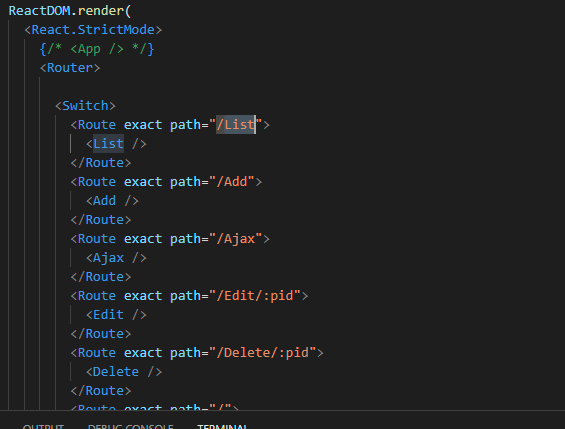 ReactDOM.render(
<React.StrictMode>
{/* <App /> */}
<Router>
<Switch>
<Route exact path="/List">
<List />
</Route>
<Route exact path="/Add">
<Add />
</Route>
<Route exact path="/Ajax">
<Ajax />
</Route>
<Route exact path="/Edit/:pid">
<Edit />
</Route>
<Route exact path="/Delete/:pid">
<Delete />
</Route>
<Route exact path="/">
OUTPUT DEBUG CONSOLE TERMINAL